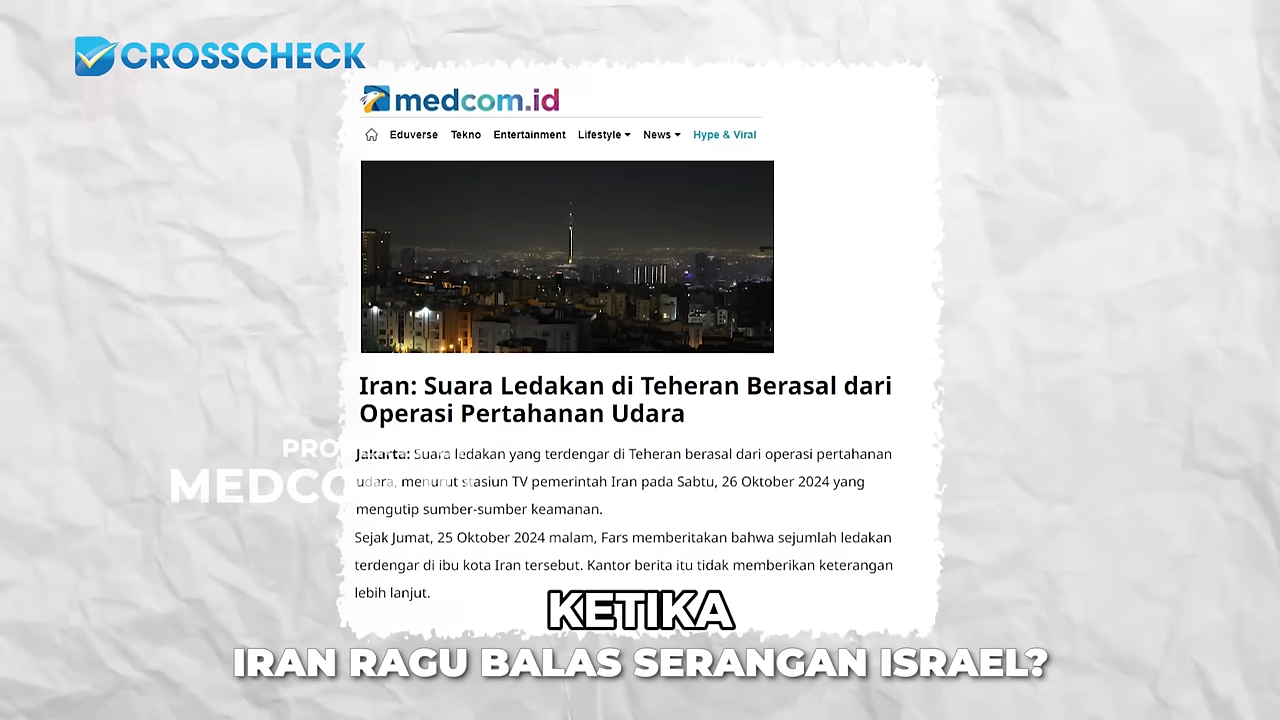 CROSSCHECK
medcom.id
Eduverse Tekno Entertainment Lifestyle News Hype & Viral
Iran: Suara Ledakan di Teheran Berasal dari
Operasi Pertahanan Udara
Jakarta: Suara ledakan yang terdengar di Teheran berasal dari operasi pertahanan
udara, menurut stasiun TV pemerintah Iran pada Sabtu, 26 Oktober 2024 yang
mengutip sumber-sumber keamanan.
Sejak Jumat, 25 Oktober 2024 malam, Fars memberitakan bahwa sejumlah ledakan
terdengar di ibu kota Iran tersebut. Kantor berita itu tidak memberikan keterangan
lebih lanjut.
KETIKA
IRAN RAGU BALAS SERANGAN ISRAEL?